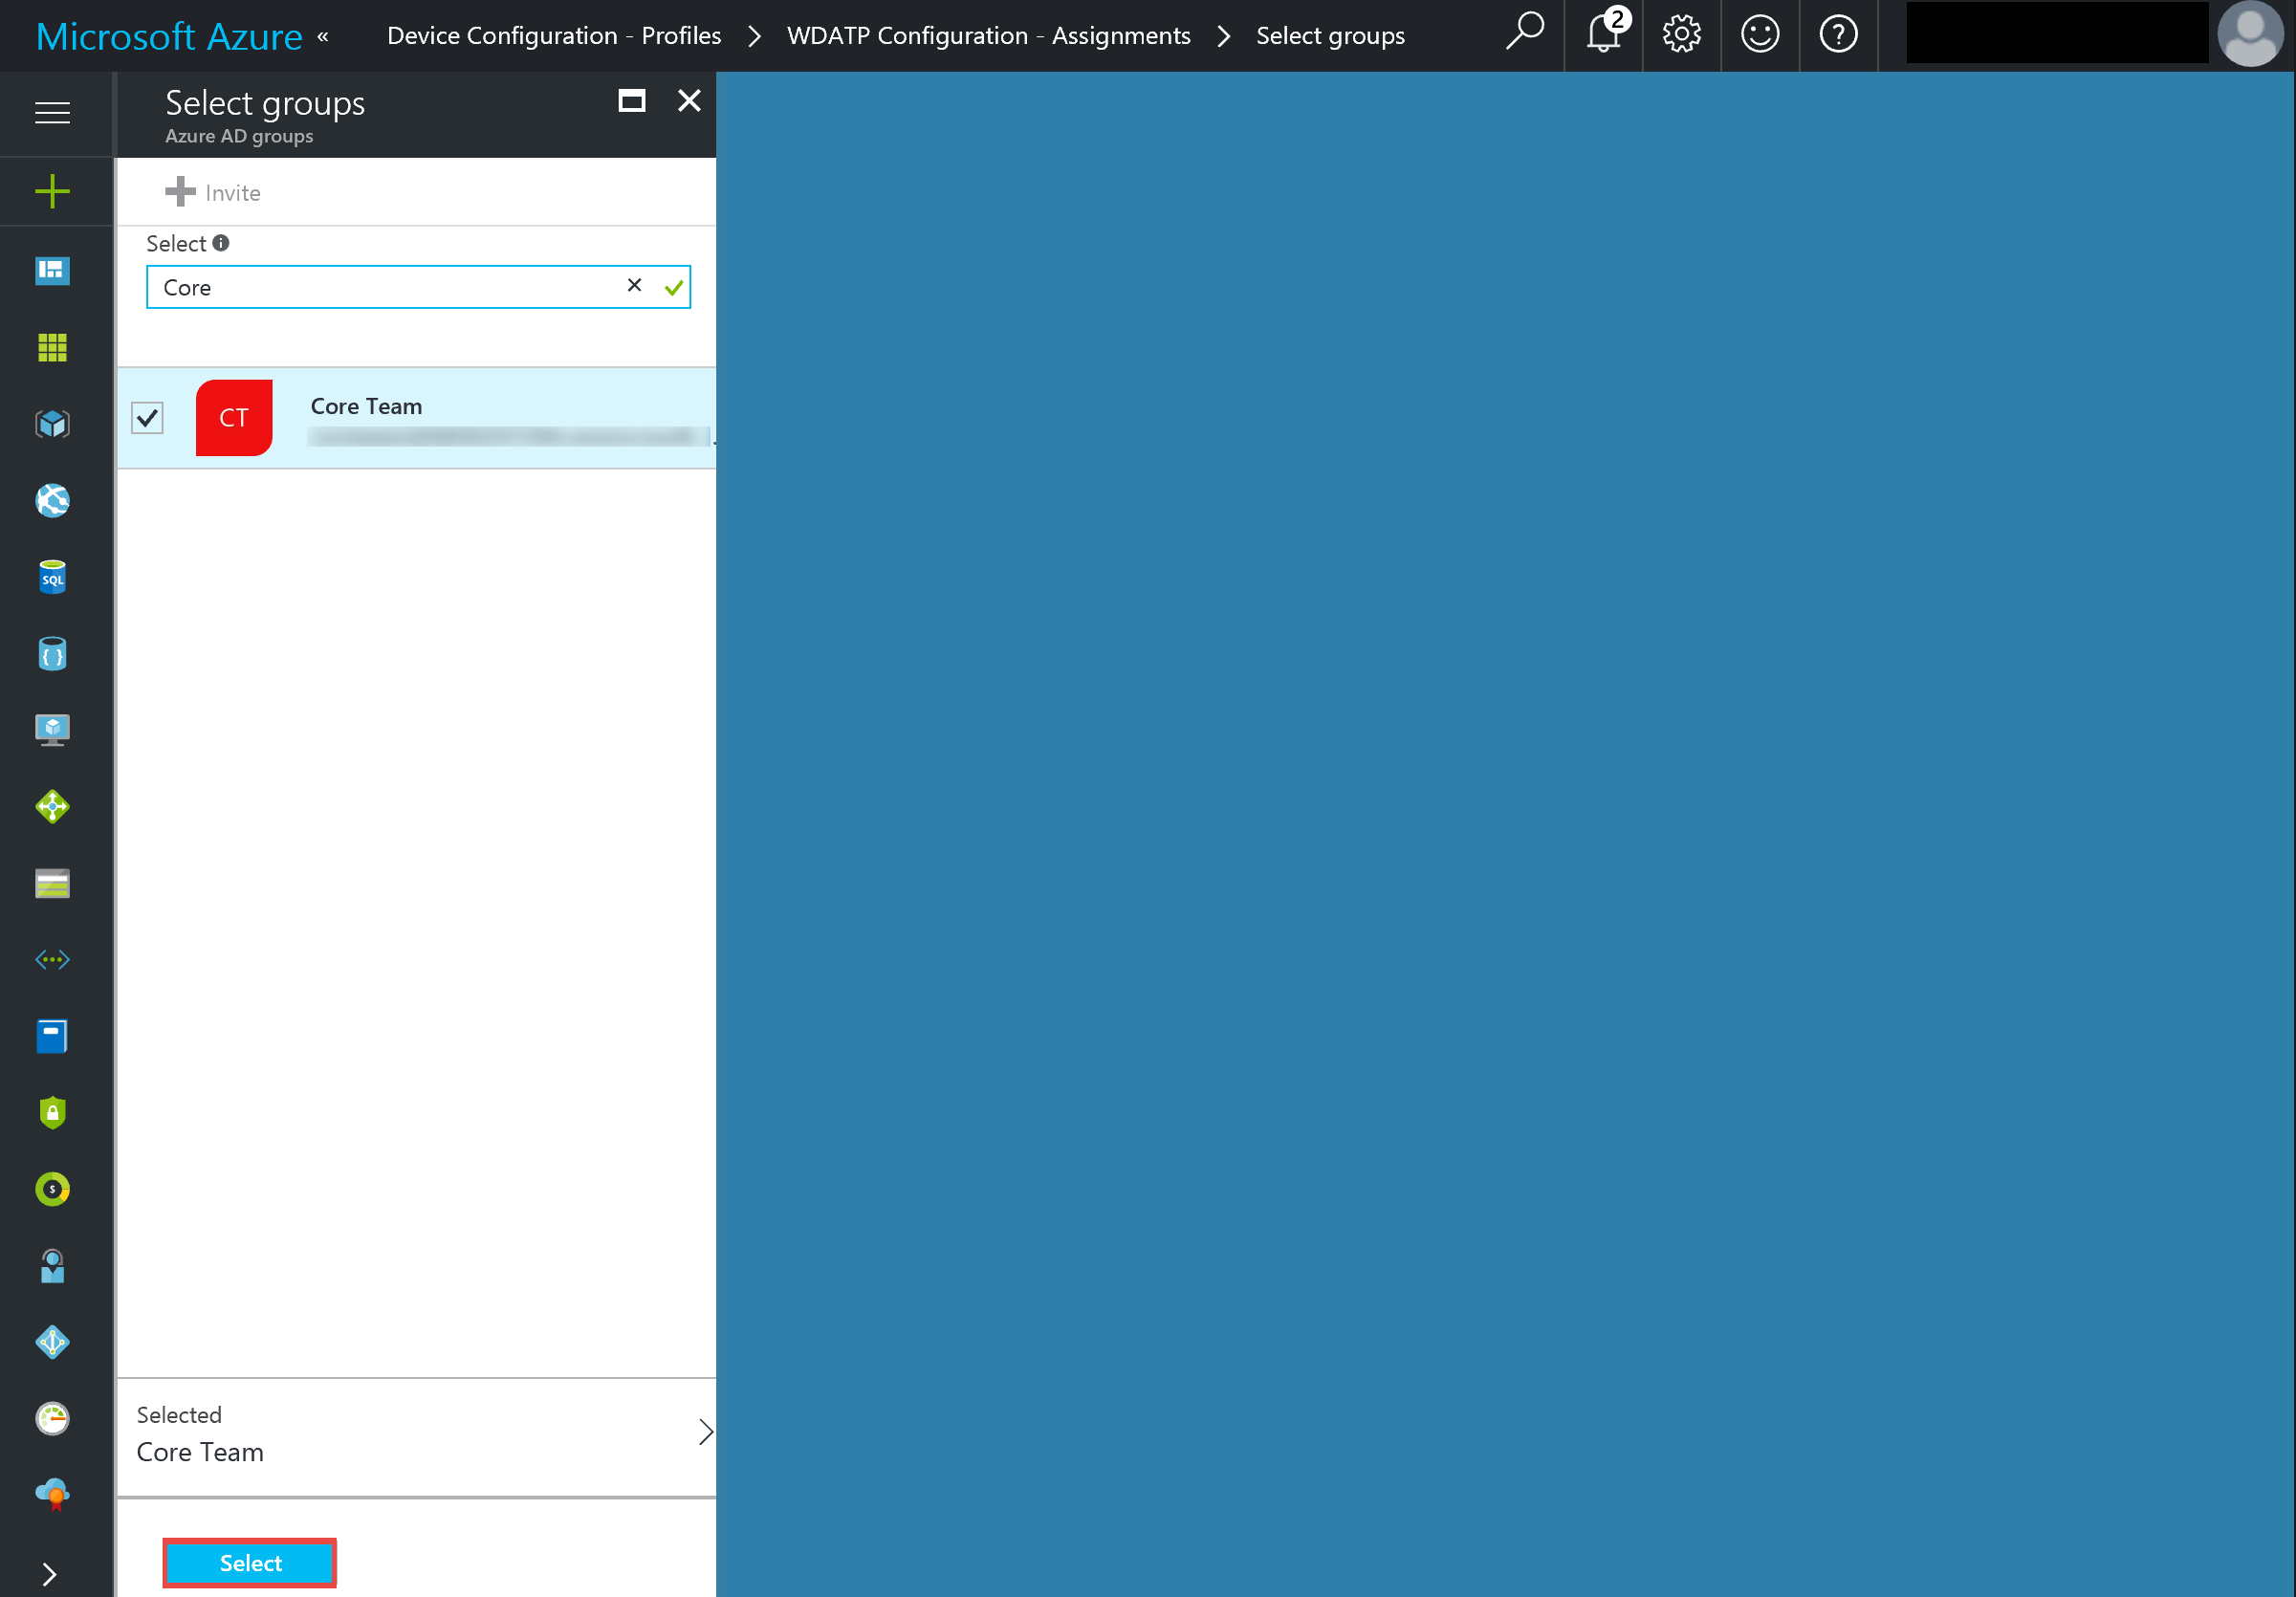 Microsoft Azure « Device Configuration - Profiles > WDATP Configuration - Assignments > Select groups 2 ?
Select groups
Azure AD groups
Invite
Select
Core
CT
Core Team
SQL
{ }
$
Selected
Core Team
Select